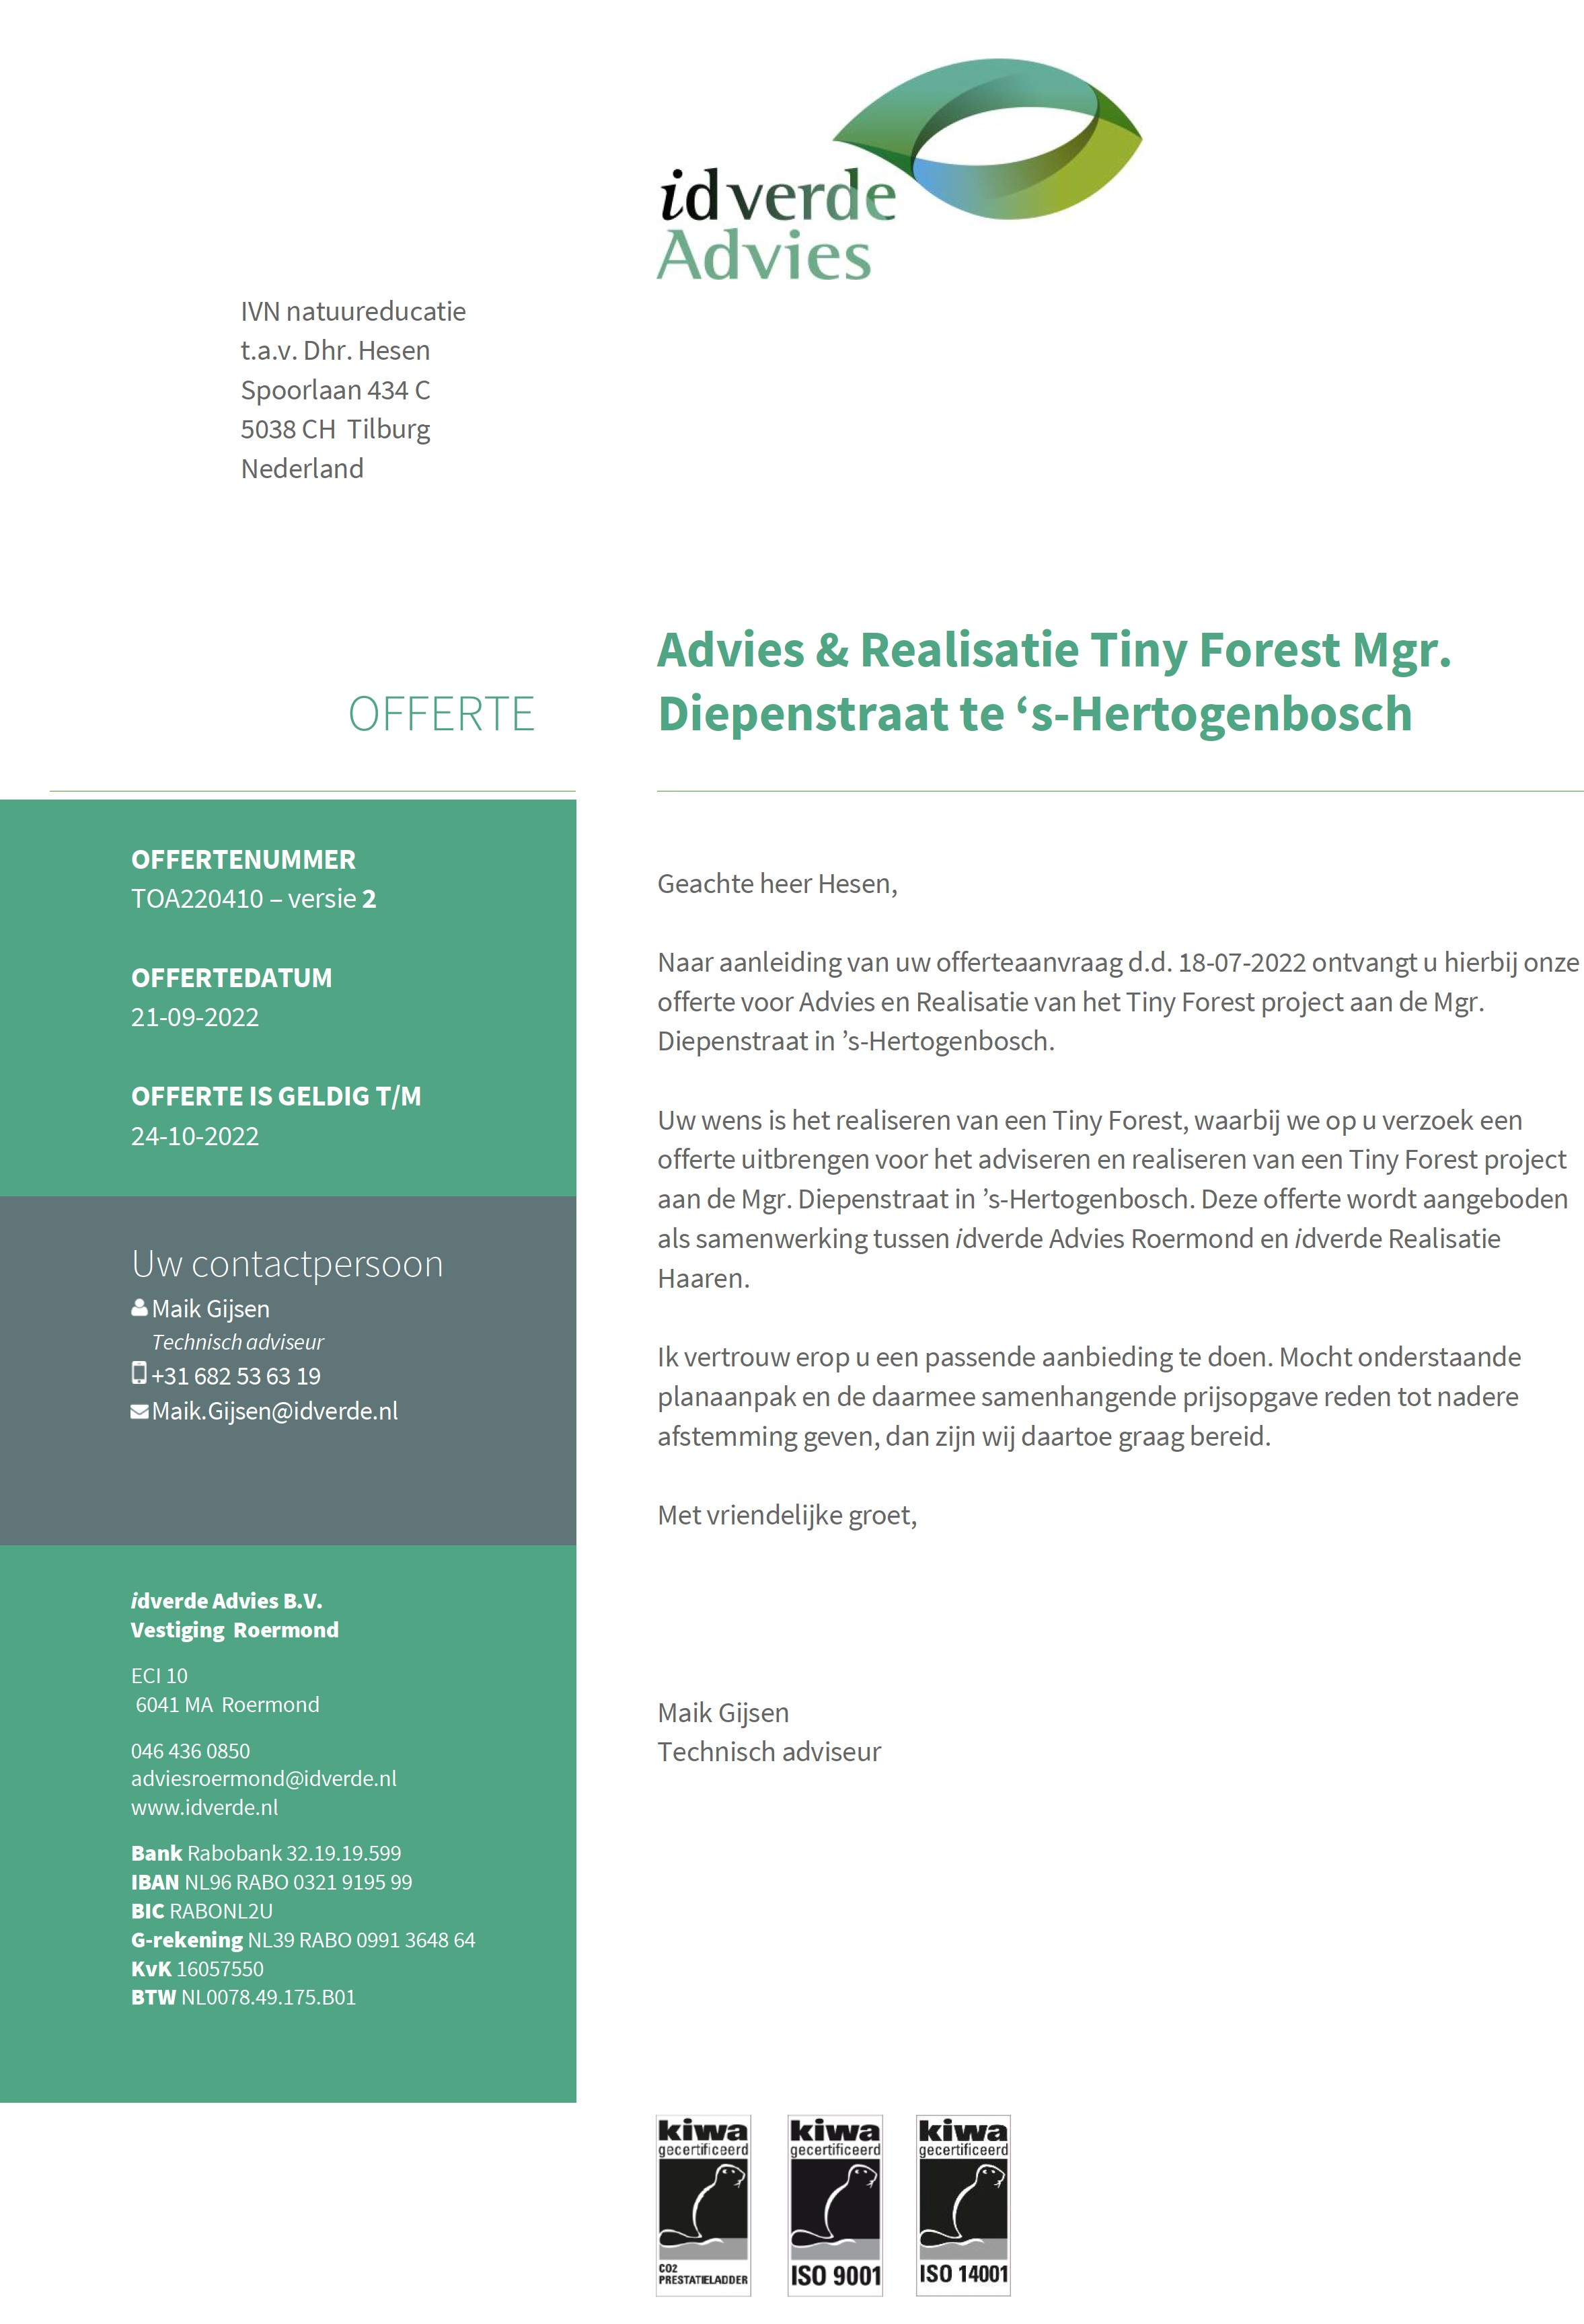 idverde
Advies
IVN natuureducatie
t.a.v. Dhr. Hesen
Spoorlaan 434 C
5038 CH  Tilburg
Nederland
OFFERTE
Advies & Realisatie Tiny Forest Mgr.
Diepenstraat te ‘s-Hertogenbosch
OFFERTENUMMER
TOA220410 – versie 2
OFFERTEDATUM
21-09-2022
OFFERTE IS GELDIG T/M
24-10-2022
Uw contactpersoon
Maik Gijsen
Technisch adviseur
+31 682 53 63 19
Maik.Gijsen@idverde.nl
idverde Advies B.V.
Vestiging  Roermond
ECI 10
6041 MA  Roermond
046 436 0850
adviesroermond@idverde.nl
www.idverde.nl
Bank Rabobank 32.19.19.599
IBAN NL96 RABO 0321 9195 99
BIC RABONL2U
G-rekening NL39 RABO 0991 3648 64
KvK 16057550
BTW NL0078.49.175.B01
Geachte heer Hesen,
Naar aanleiding van uw offerteaanvraag d.d. 18-07-2022 ontvangt u hierbij onze
offerte voor Advies en Realisatie van het Tiny Forest project aan de Mgr.
Diepenstraat in ’s-Hertogenbosch.
Uw wens is het realiseren van een Tiny Forest, waarbij we op u verzoek een
offerte uitbrengen voor het adviseren en realiseren van een Tiny Forest project
aan de Mgr. Diepenstraat in ’s-Hertogenbosch. Deze offerte wordt aangeboden
als samenwerking tussen idverde Advies Roermond en idverde Realisatie
Haaren.
Ik vertrouw erop u een passende aanbieding te doen. Mocht onderstaande
planaanpak en de daarmee samenhangende prijsopgave reden tot nadere
afstemming geven, dan zijn wij daartoe graag bereid.
Met vriendelijke groet,
Maik Gijsen
Technisch adviseur
kiwa
gecertificeerd
CO2
PRESTATIELADDER
kiwa
gecertificeerd
ISO 9001
kiwa
gecertificeerd
ISO 14001